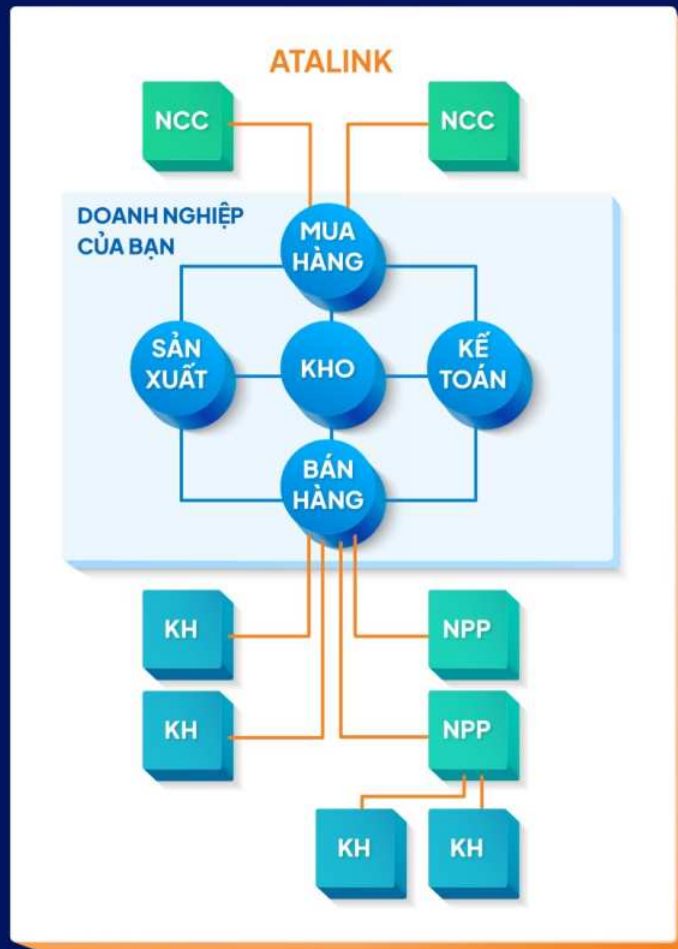 ATALINK
NCC
NCC
DOANH NGHIỆP
CỦA BẠN
MUA
HÀNG
SẢN
XUẤT
KHO
KẾ
TOÁN
BÁN
HÀNG
KH
NPP
KH
NPP
KH
KH